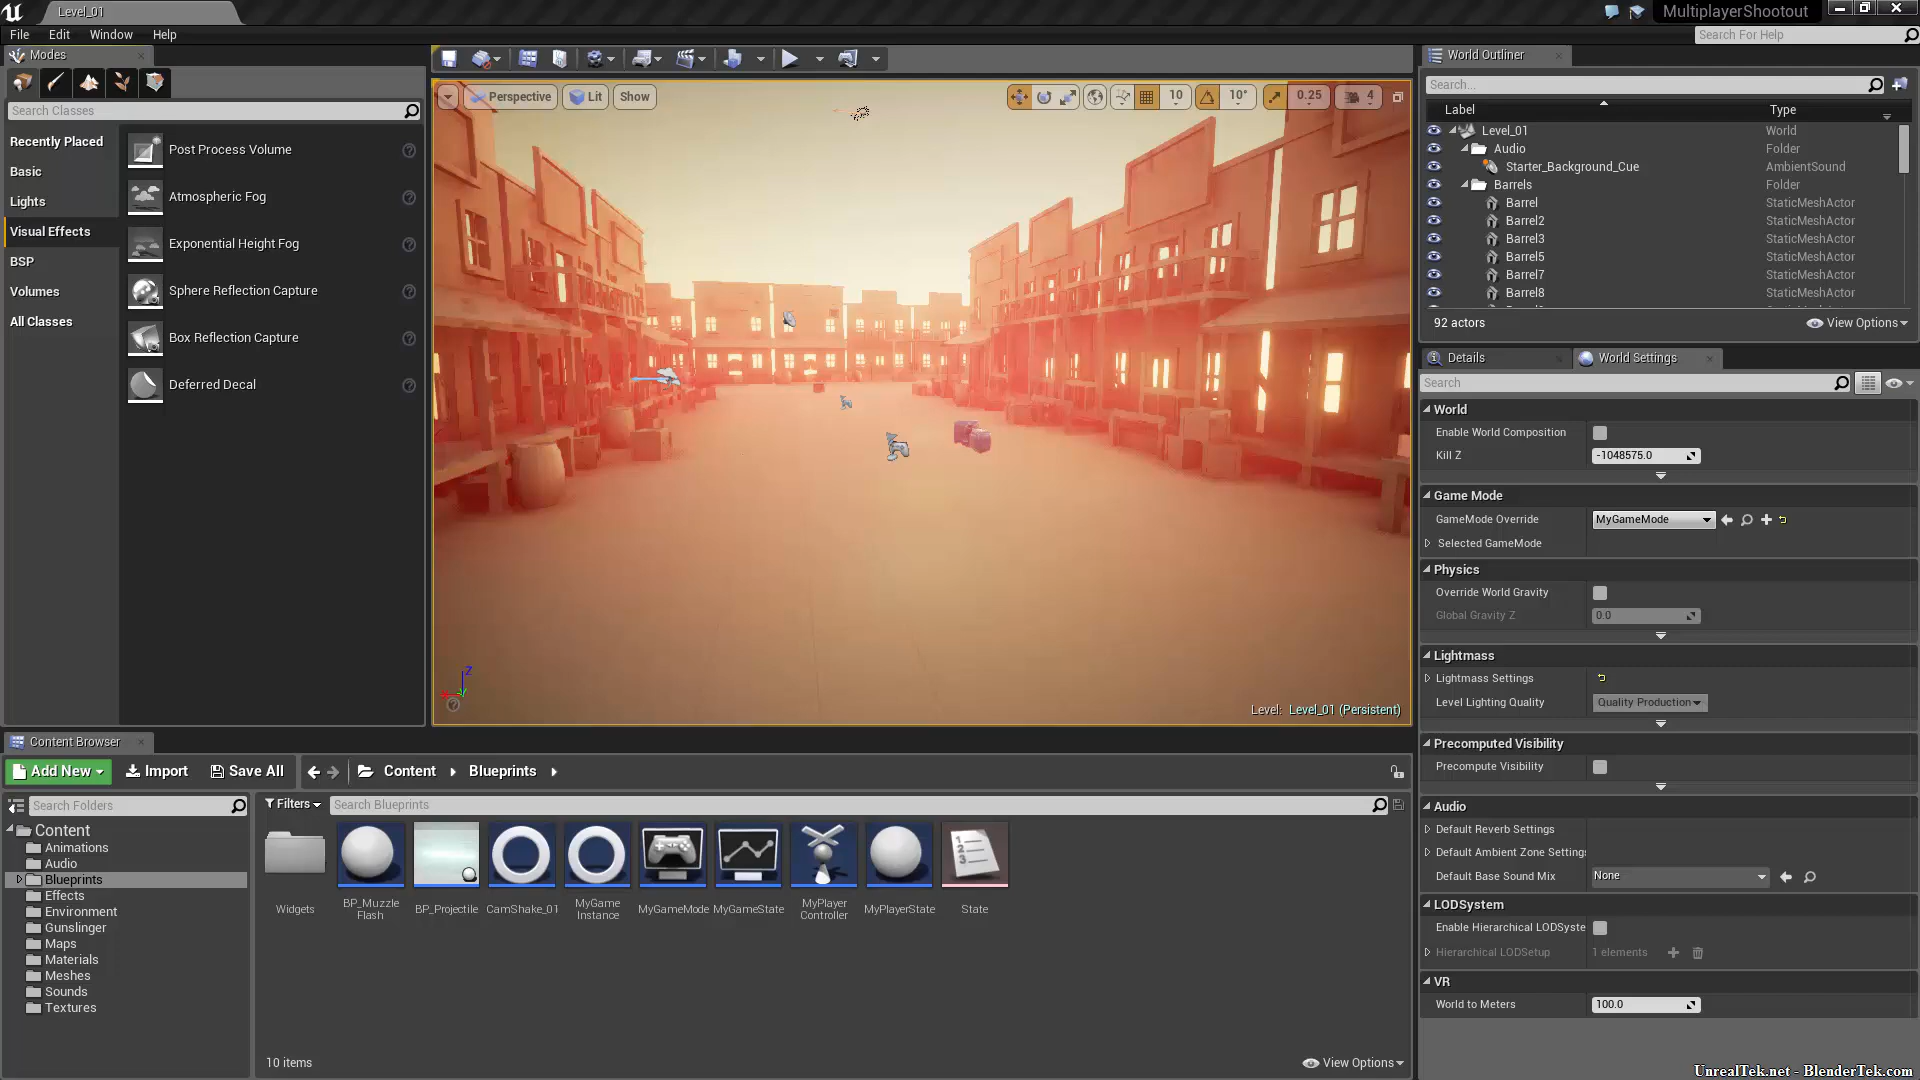 Level_01
MultiplayerShootout
File Edit Window Help
Search For Help
Modes
Search Classes
Recently Placed
Basic
Lights
Visual Effects
BSP
Volumes
All Classes
Post Process Volume
Atmospheric Fog
Exponential Height Fog
Sphere Reflection Capture
Box Reflection Capture
Deferred Decal
Perspective Lit Show
10 10° 0.25 4
Z
Level: Level_01 (Persistent)
World Outliner
Search...
Label Type
Level_01 World
Audio Folder
Starter_Background_Cue AmbientSound
Barrels Folder
Barrel StaticMeshActor
Barrel2 StaticMeshActor
Barrel3 StaticMeshActor
Barrel5 StaticMeshActor
Barrel7 StaticMeshActor
Barrel8 StaticMeshActor
92 actors View Options
Details World Settings
Search
World
Enable World Composition
Kill Z -1048575.0
Game Mode
GameMode Override MyGameMode
Selected GameMode
Physics
Override World Gravity
Global Gravity Z 0.0
Lightmass
Lightmass Settings
Level Lighting Quality Quality Production
Precomputed Visibility
Precompute Visibility
Audio
Default Reverb Settings
Default Ambient Zone Settings
Default Base Sound Mix None
LODSystem
Enable Hierarchical LODSyste
Hierarchical LODSetup 1 elements
VR
World to Meters 100.0
Content Browser
Add New Import Save All Content Blueprints
Search Folders
Filters Search Blueprints
Content
Animations
Audio
Blueprints
Effects
Environment
Gunslinger
Maps
Materials
Meshes
Sounds
Textures
Widgets
BP_Muzzle
Flash
BP_Projectile
CamShake_01
MyGame
Instance
MyGameMode
MyGameState
MyPlayer
Controller
MyPlayerState
State
1
2
3
10 items View Options
UnrealTek.net - BlenderTek.com